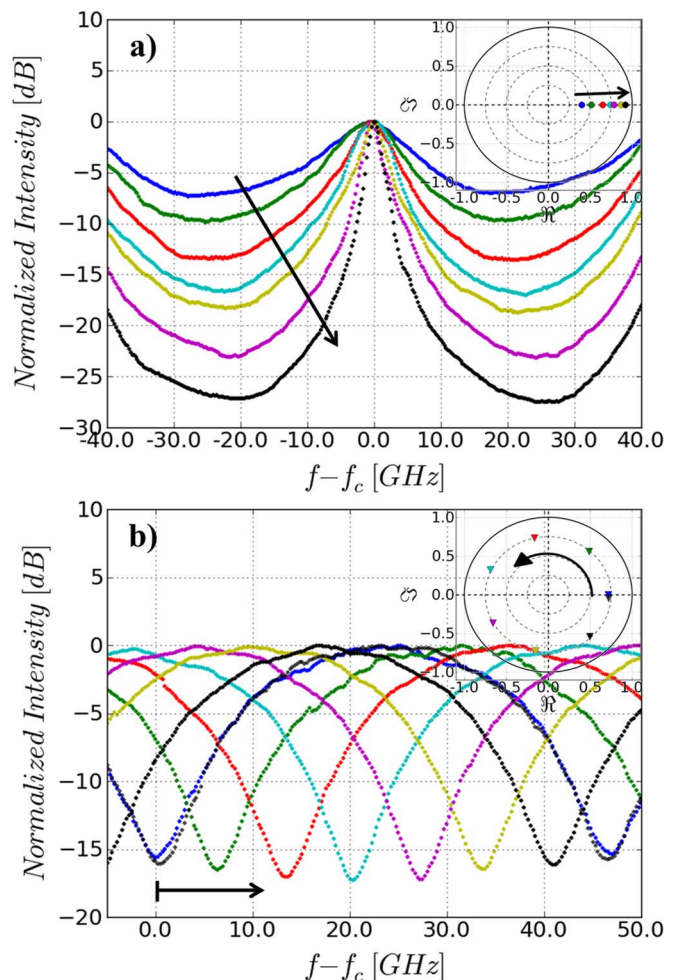 a)
Normalized Intensity [dB]
10
5
0
−5
−10
−15
−20
−25
−30
-40.0 -30.0 -20.0 -10.0 0.0 10.0 20.0 30.0 40.0
f−f_c [GHz]
ℑ
1.0
0.5
0.0
−0.5
−1.0
-1.0 -0.5 0.0 0.5 1.0
ℜ
b)
Normalized Intensity [dB]
10
5
0
−5
−10
−15
−20
0.0 10.0 20.0 30.0 40.0 50.0
f−f_c [GHz]
ℑ
1.0
0.5
0.0
−0.5
−1.0
-1.0 -0.5 0.0 0.5 1.0
ℜ